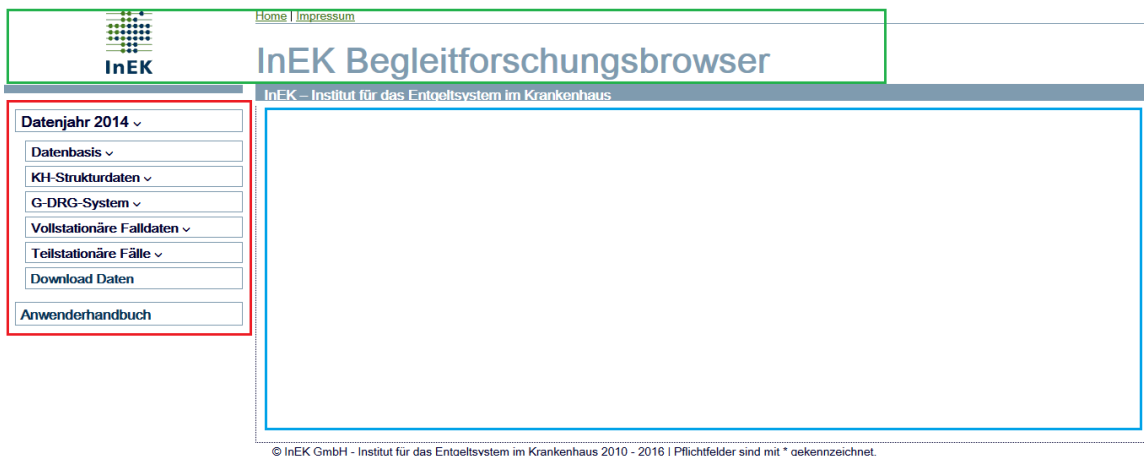 Home | Impressum
InEK
InEK Begleitforschungsbrowser
InEK – Institut für das Entgeltsystem im Krankenhaus
Datenjahr 2014
Datenbasis
KH-Strukturdaten
G-DRG-System
Vollstationäre Falldaten
Teilstationäre Fälle
Download Daten
Anwenderhandbuch
© InEK GmbH - Institut für das Entgeltsystem im Krankenhaus 2010 - 2016 | Pflichtfelder sind mit * gekennzeichnet.